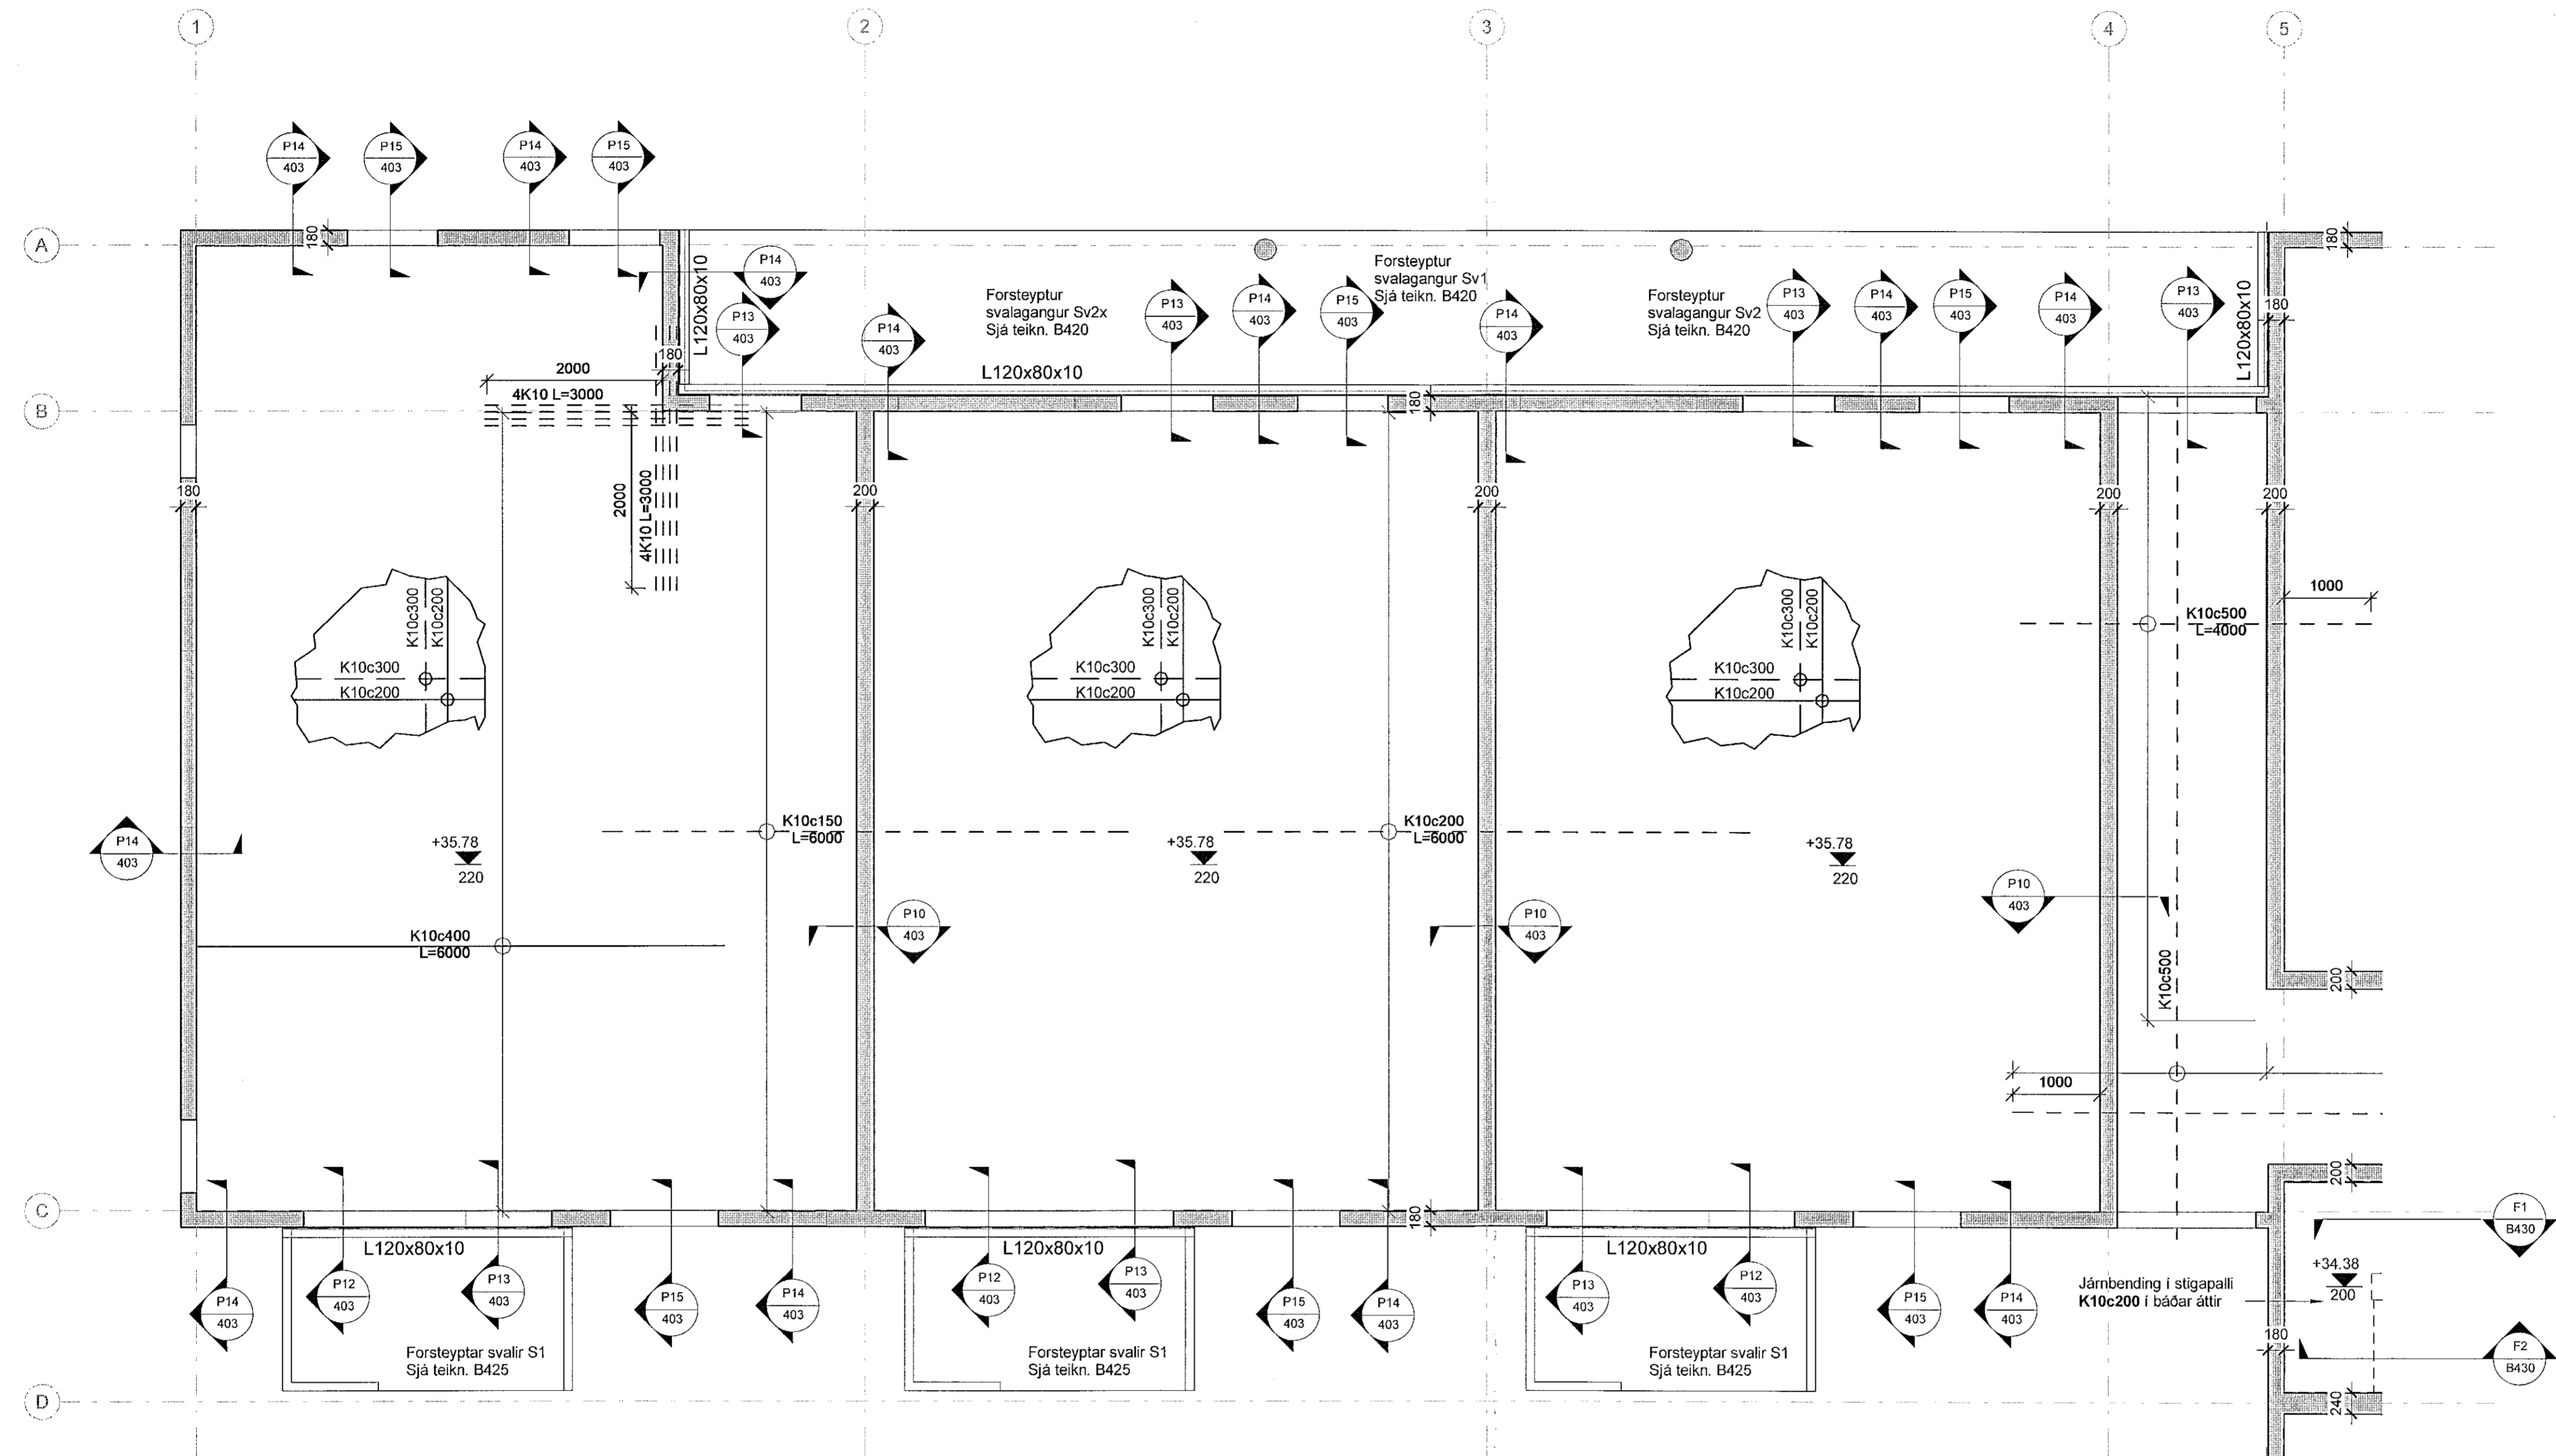 1
2
3
4
5
P14
403
P15
403
P14
403
P15
403
A
180
180
L120x80x10
P14
403
P13
403
P14
403
Forsteyptur
svalagangur Sv2x
Sjá teikn. B420
P13
403
P14
403
P15
403
Forsteyptur
svalagangur Sv1
Sjá teikn. B420
P14
403
Forsteyptur
svalagangur Sv2
Sjá teikn. B420
P13
403
P14
403
P15
403
P14
403
P13
403
L120x80x10
180
180
L120x80x10
2000
4K10 L=3000
B
180
2000
4K10 L=3000
180
200
200
200
200
K10c300
K10c200
K10c300
K10c200
K10c300
K10c200
K10c300
K10c200
K10c300
K10c200
K10c300
K10c200
1000
K10c500
L=4000
P14
403
+35.78
220
K10c150
L=6000
+35.78
220
K10c200
L=6000
+35.78
220
P10
403
P10
403
P10
403
K10c400
L=6000
K10c500
200
1000
200
C
180
L120x80x10
L120x80x10
L120x80x10
P14
403
P12
403
P13
403
P15
403
P14
403
P12
403
P13
403
P15
403
P14
403
P13
403
P12
403
P15
403
P14
403
F1
B430
+34.38
200
Járnbending í stigapalli
K10c200 í báðar áttir
180
F2
B430
Forsteyptar svalir S1
Sjá teikn. B425
Forsteyptar svalir S1
Sjá teikn. B425
Forsteyptar svalir S1
Sjá teikn. B425
D
240